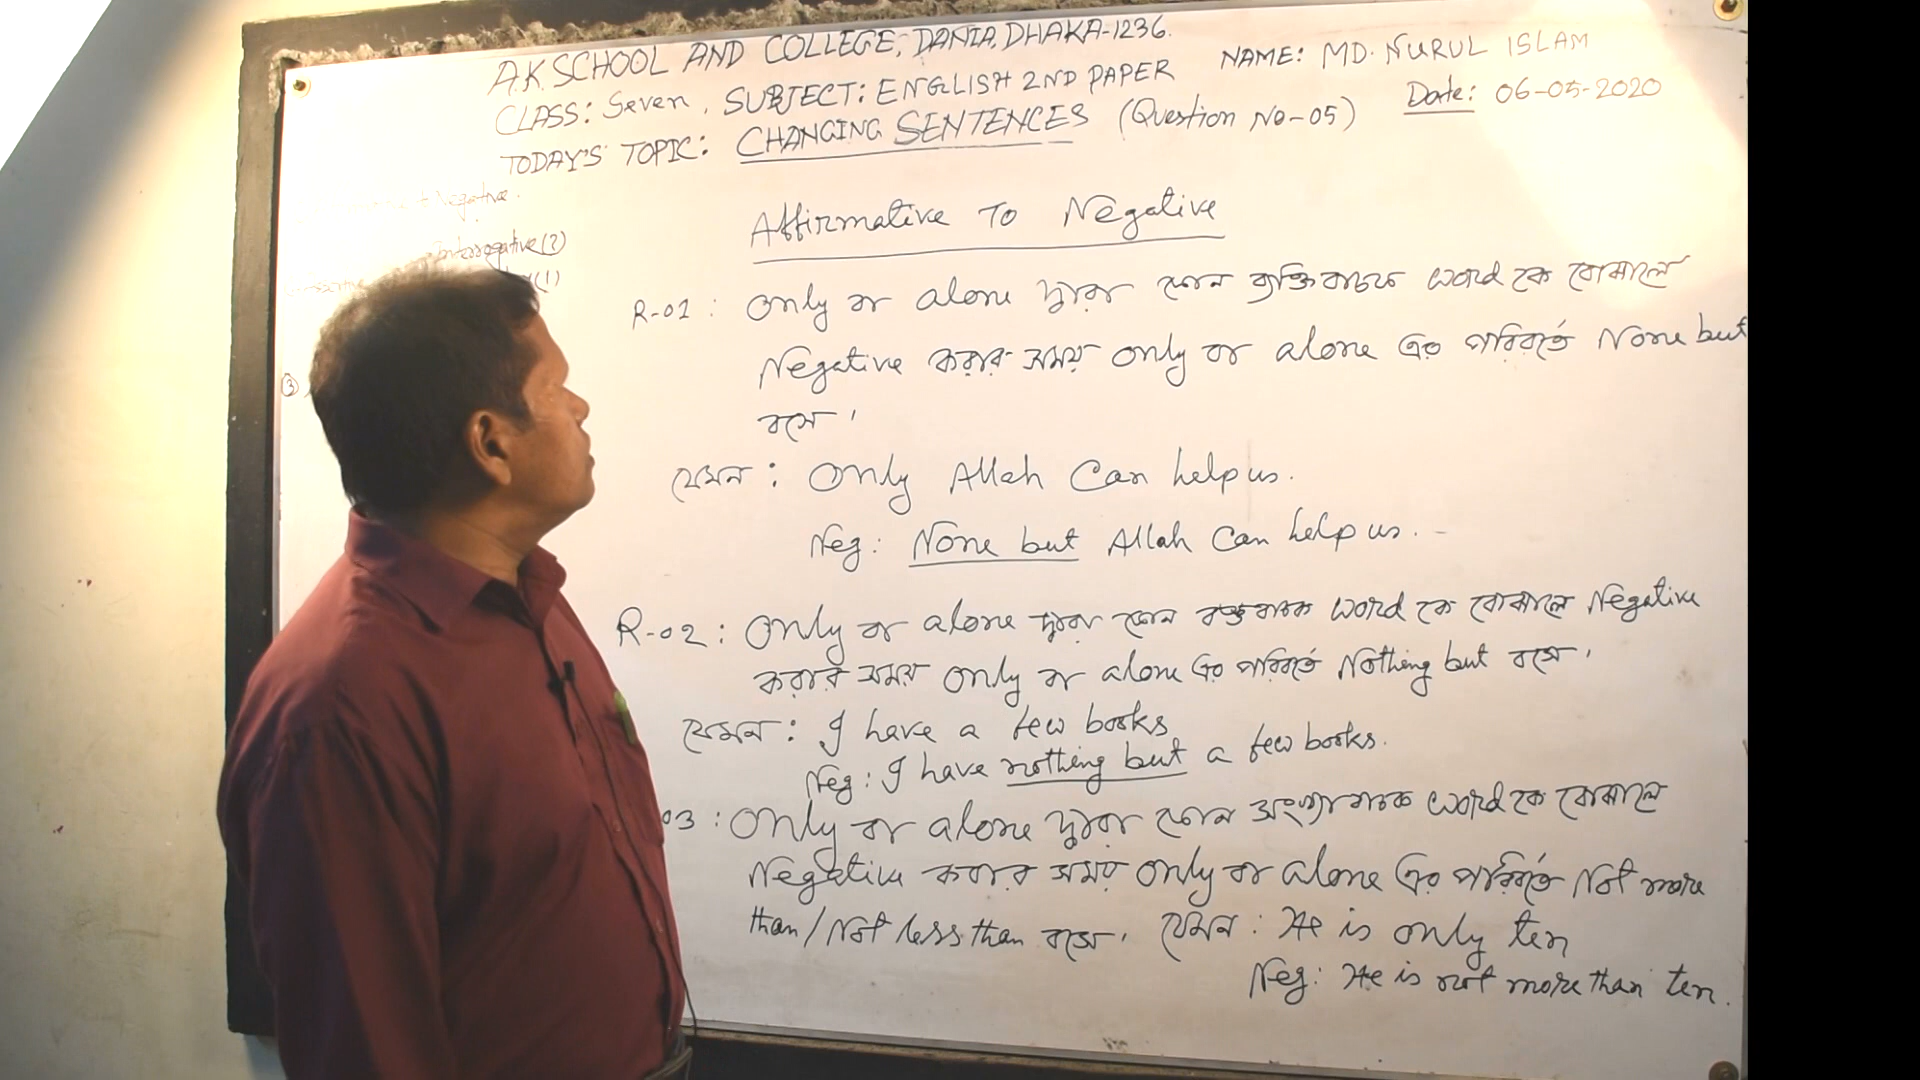 A.K SCHOOL AND COLLEGE, DANIA, DHAKA-1236.
CLASS: Seven, SUBJECT: ENGLISH 2ND PAPER NAME: MD. NURUL ISLAM
TODAY'S TOPIC: CHANGING SENTENCES (Question No-05) Date: 06-05-2020
Negative.
Interrogative (2)
(1)
③
Affirmative To Negative
R-01: Only বা alone দ্বারা কোন ব্যক্তিবাচক word কে বোঝালে
Negative করার সময় only বা alone এর পরিবর্তে None but
বসে।
যেমন: Only Allah Can help us.
Neg: None but Allah Can help us.
R-02: Only বা alone দ্বারা কোন বস্তুবাচক word কে বোঝালে Negative
করার সময় only বা alone এর পরিবর্তে Nothing but বসে।
যেমন: I have a few books
Neg: I have nothing but a few books.
03: Only বা alone দ্বারা কোন সংখ্যাবাচক word কে বোঝালে
Negative করার সময় only বা alone এর পরিবর্তে Not more
than/Not less than বসে। যেমন: He is only ten
Neg: He is not more than ten.